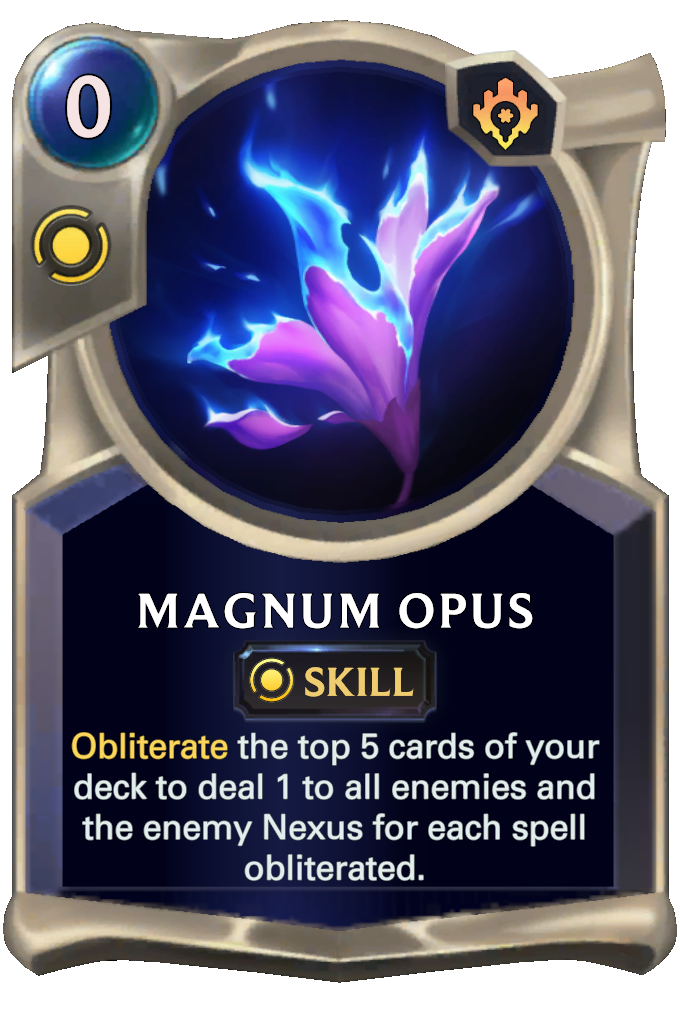 0
MAGNUM OPUS
SKILL
Obliterate the top 5 cards of your
deck to deal 1 to all enemies and
the enemy Nexus for each spell
obliterated.